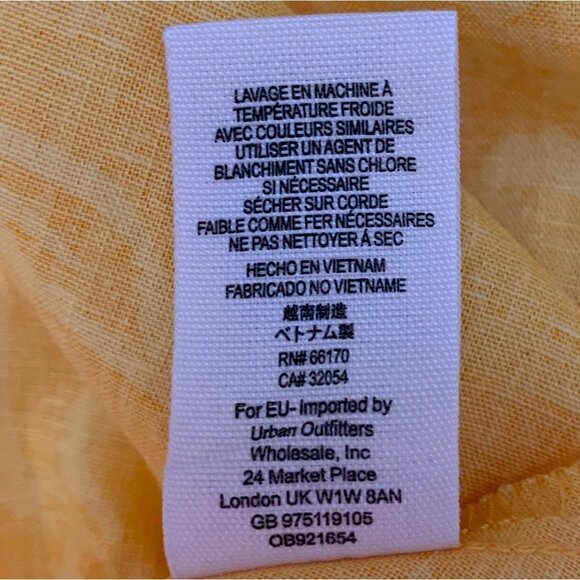 LAVAGE EN MACHINE À
TEMPÉRATURE FROIDE
AVEC COULEURS SIMILAIRES
UTILISER UN AGENT DE
BLANCHIMENT SANS CHLORE
SI NÉCESSAIRE
SÉCHER SUR CORDE
FAIBLE COMME FER NÉCESSAIRES
NE PAS NETTOYER Á SEC
HECHO EN VIETNAM
FABRICADO NO VIETNAME
越南制造
ベトナム製
RN# 66170
CA# 32054
For EU- imported by
Urban Outfitters
Wholesale, Inc
24 Market Place
London UK W1W 8AN
GB 975119105
OB921654